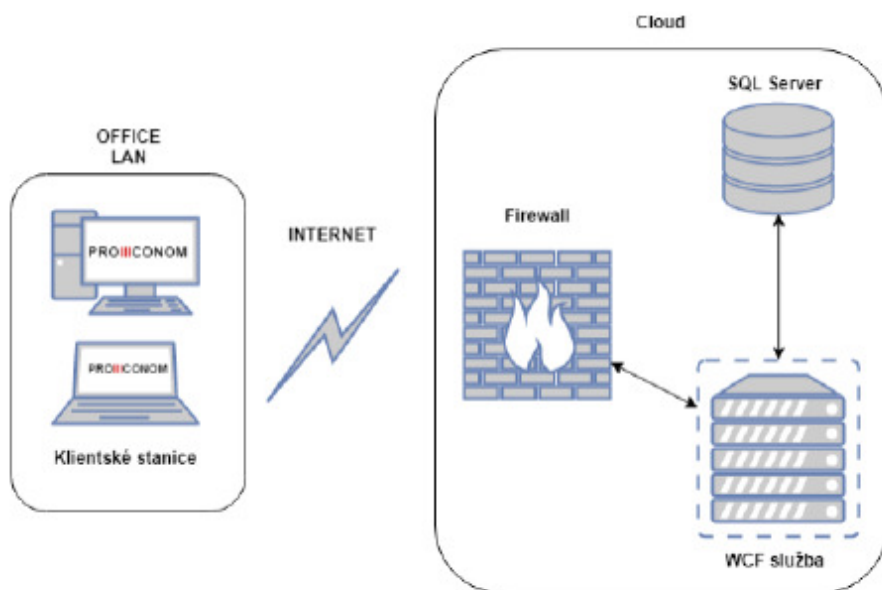 Cloud
SQL Server
OFFICE
LAN
Firewall
INTERNET
PROIIICONOM
PROIIICONOM
Klientské stanice
WCF služba